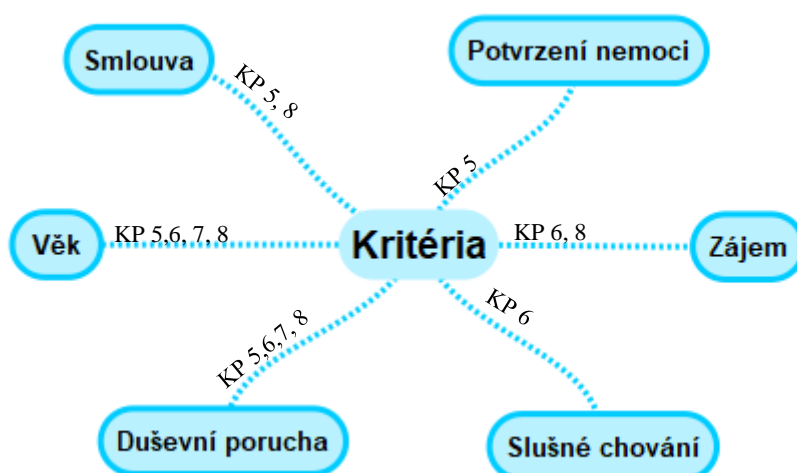 Smlouva
Potvrzení nemoci
KP 5, 8
KP 5
Věk
KP 5,6, 7, 8
Kritéria
KP 6, 8
Zájem
KP 5,6,7, 8
KP 6
Duševní porucha
Slušné chování